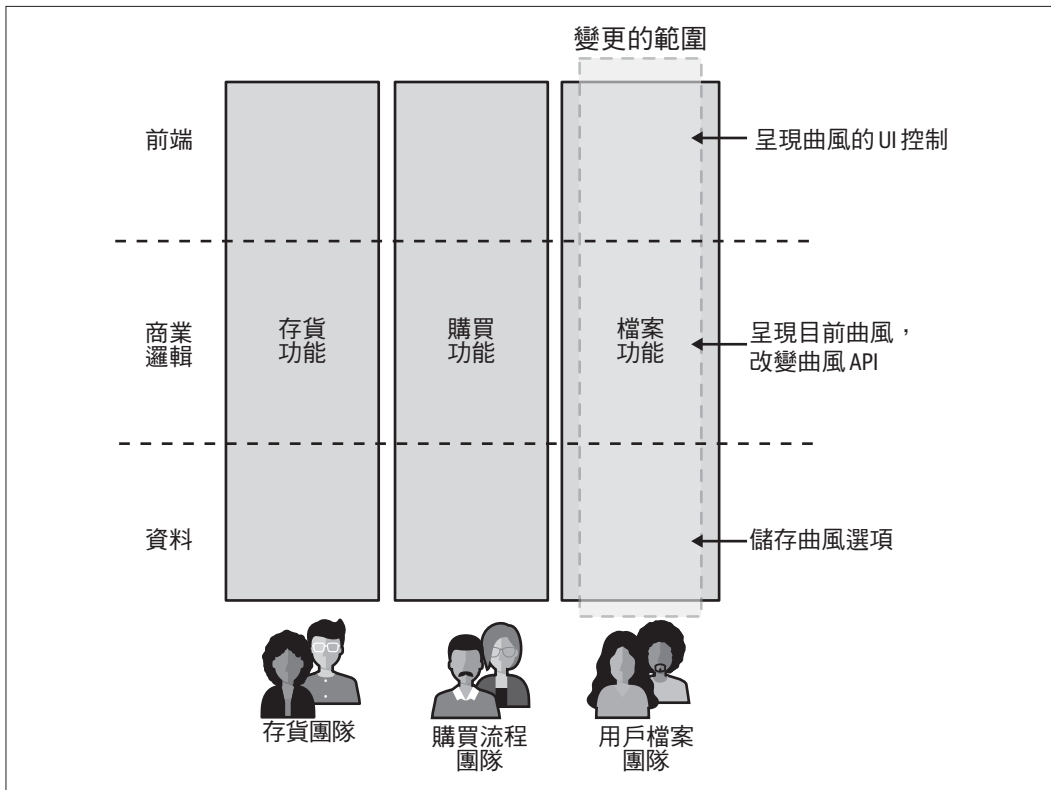 變更的範圍
前端
呈現曲風的 UI 控制
商業
邏輯
存貨
功能
購買
功能
檔案
功能
呈現目前曲風，
改變曲風 API
資料
儲存曲風選項
存貨團隊
購買流程
團隊
用戶檔案
團隊